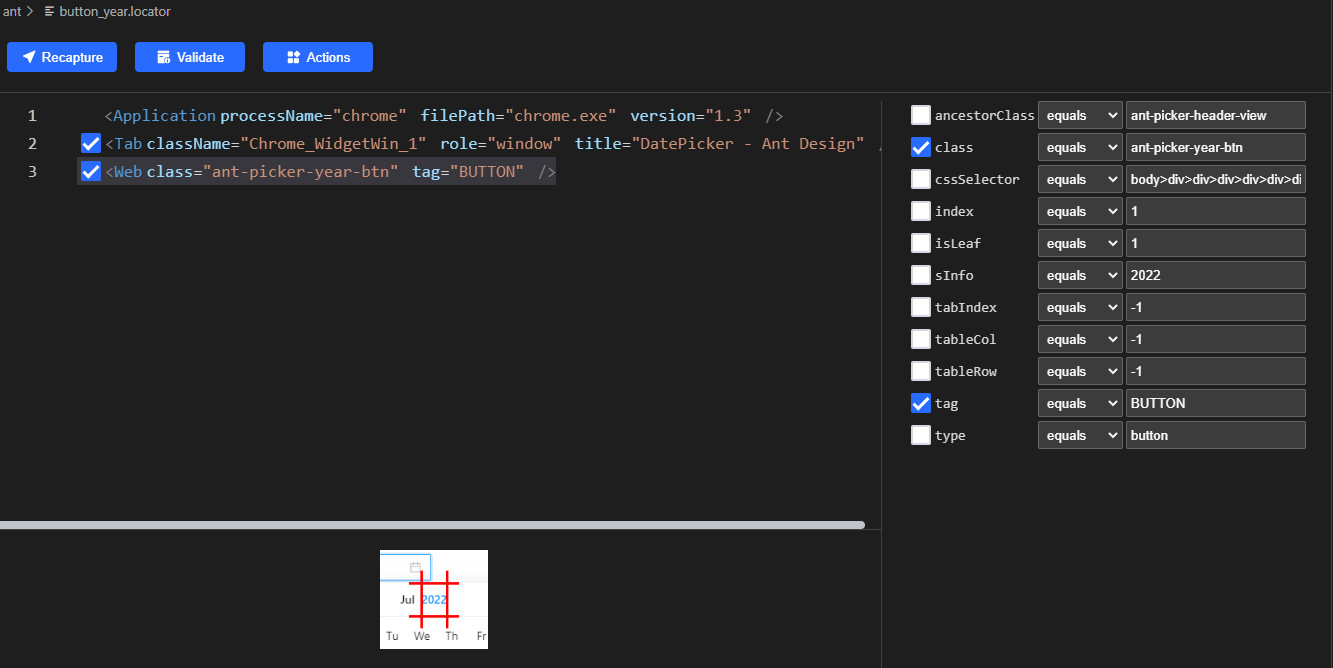 ant > button_year.locator
Recapture Validate Actions
1 <Application processName="chrome" filePath="chrome.exe" version="1.3" />
2 <Tab className="Chrome_WidgetWin_1" role="window" title="DatePicker - Ant Design" /
3 <Web class="ant-picker-year-btn" tag="BUTTON" />
ancestorClass equals ant-picker-header-view
class equals ant-picker-year-btn
cssSelector equals body>div>div>div>div>div>di
index equals 1
isLeaf equals 1
sInfo equals 2022
tabIndex equals -1
tableCol equals -1
tableRow equals -1
tag equals BUTTON
type equals button
Jul 2022
Tu We Th Fr